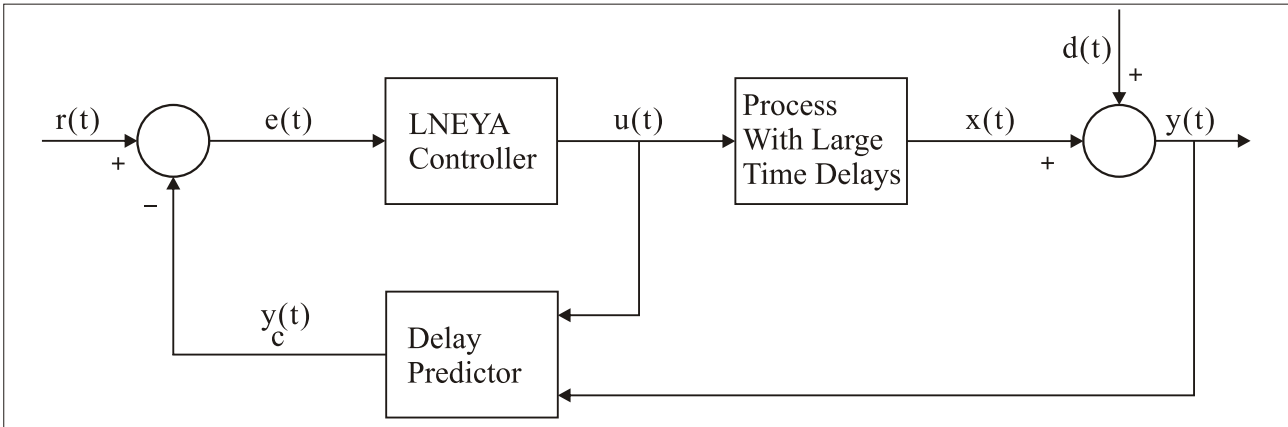 d(t)
+
r(t)
+
e(t)
LNEYA
Controller
u(t)
Process
With Large
Time Delays
x(t)
+
y(t)
−
y(t)
c
Delay
Predictor